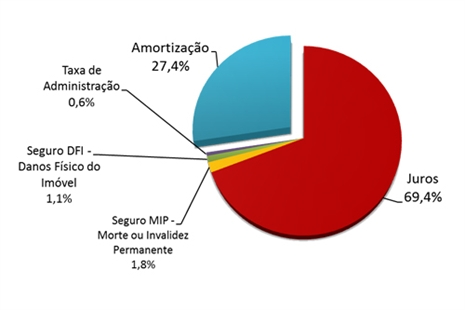 Amortização
27,4%
Taxa de
Administração
0,6%
Seguro DFI -
Danos Físico do
Imóvel
1,1%
Seguro MIP -
Morte ou Invalidez
Permanente
1,8%
Juros
69,4%